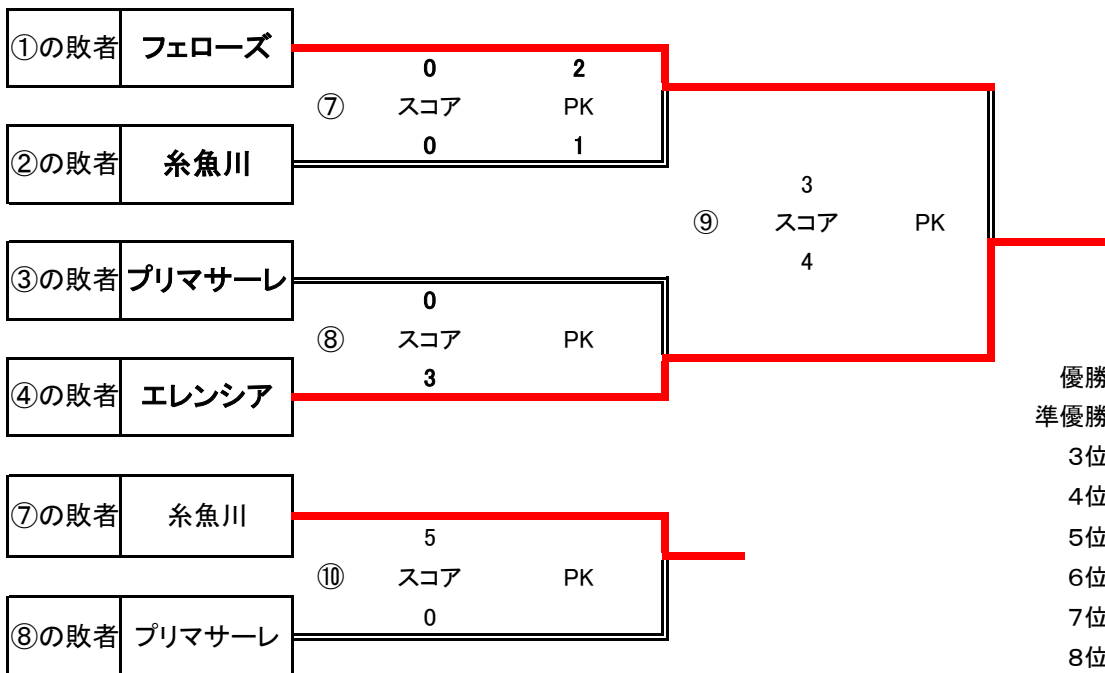 ①の敗者 フェローズ
0 2
⑦ スコア PK
0 1
②の敗者 糸魚川
3
⑨ スコア PK
4
③の敗者 プリマサーレ
0
⑧ スコア PK
3
④の敗者 エレンシア
優勝
準優勝
3位
4位
5位
6位
7位
8位
⑦の敗者 糸魚川
5
⑩ スコア PK
0
⑧の敗者 プリマサーレ